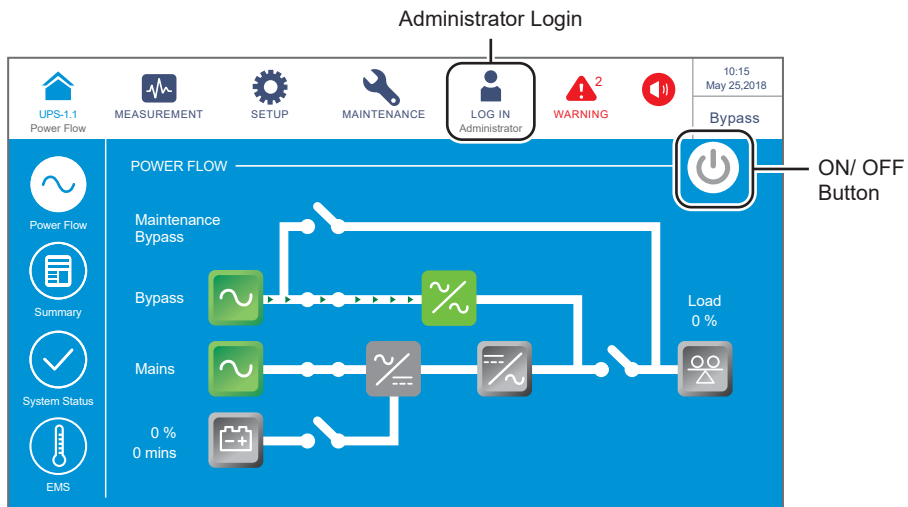 Administrator Login
UPS-1.1
Power Flow
MEASUREMENT
SETUP
MAINTENANCE
LOG IN
Administrator
2
WARNING
10:15
May 25,2018
Bypass
ON/ OFF
Button
POWER FLOW
Power Flow
Summary
System Status
EMS
Maintenance
Bypass
Bypass
Mains
0 %
0 mins
Load
0 %